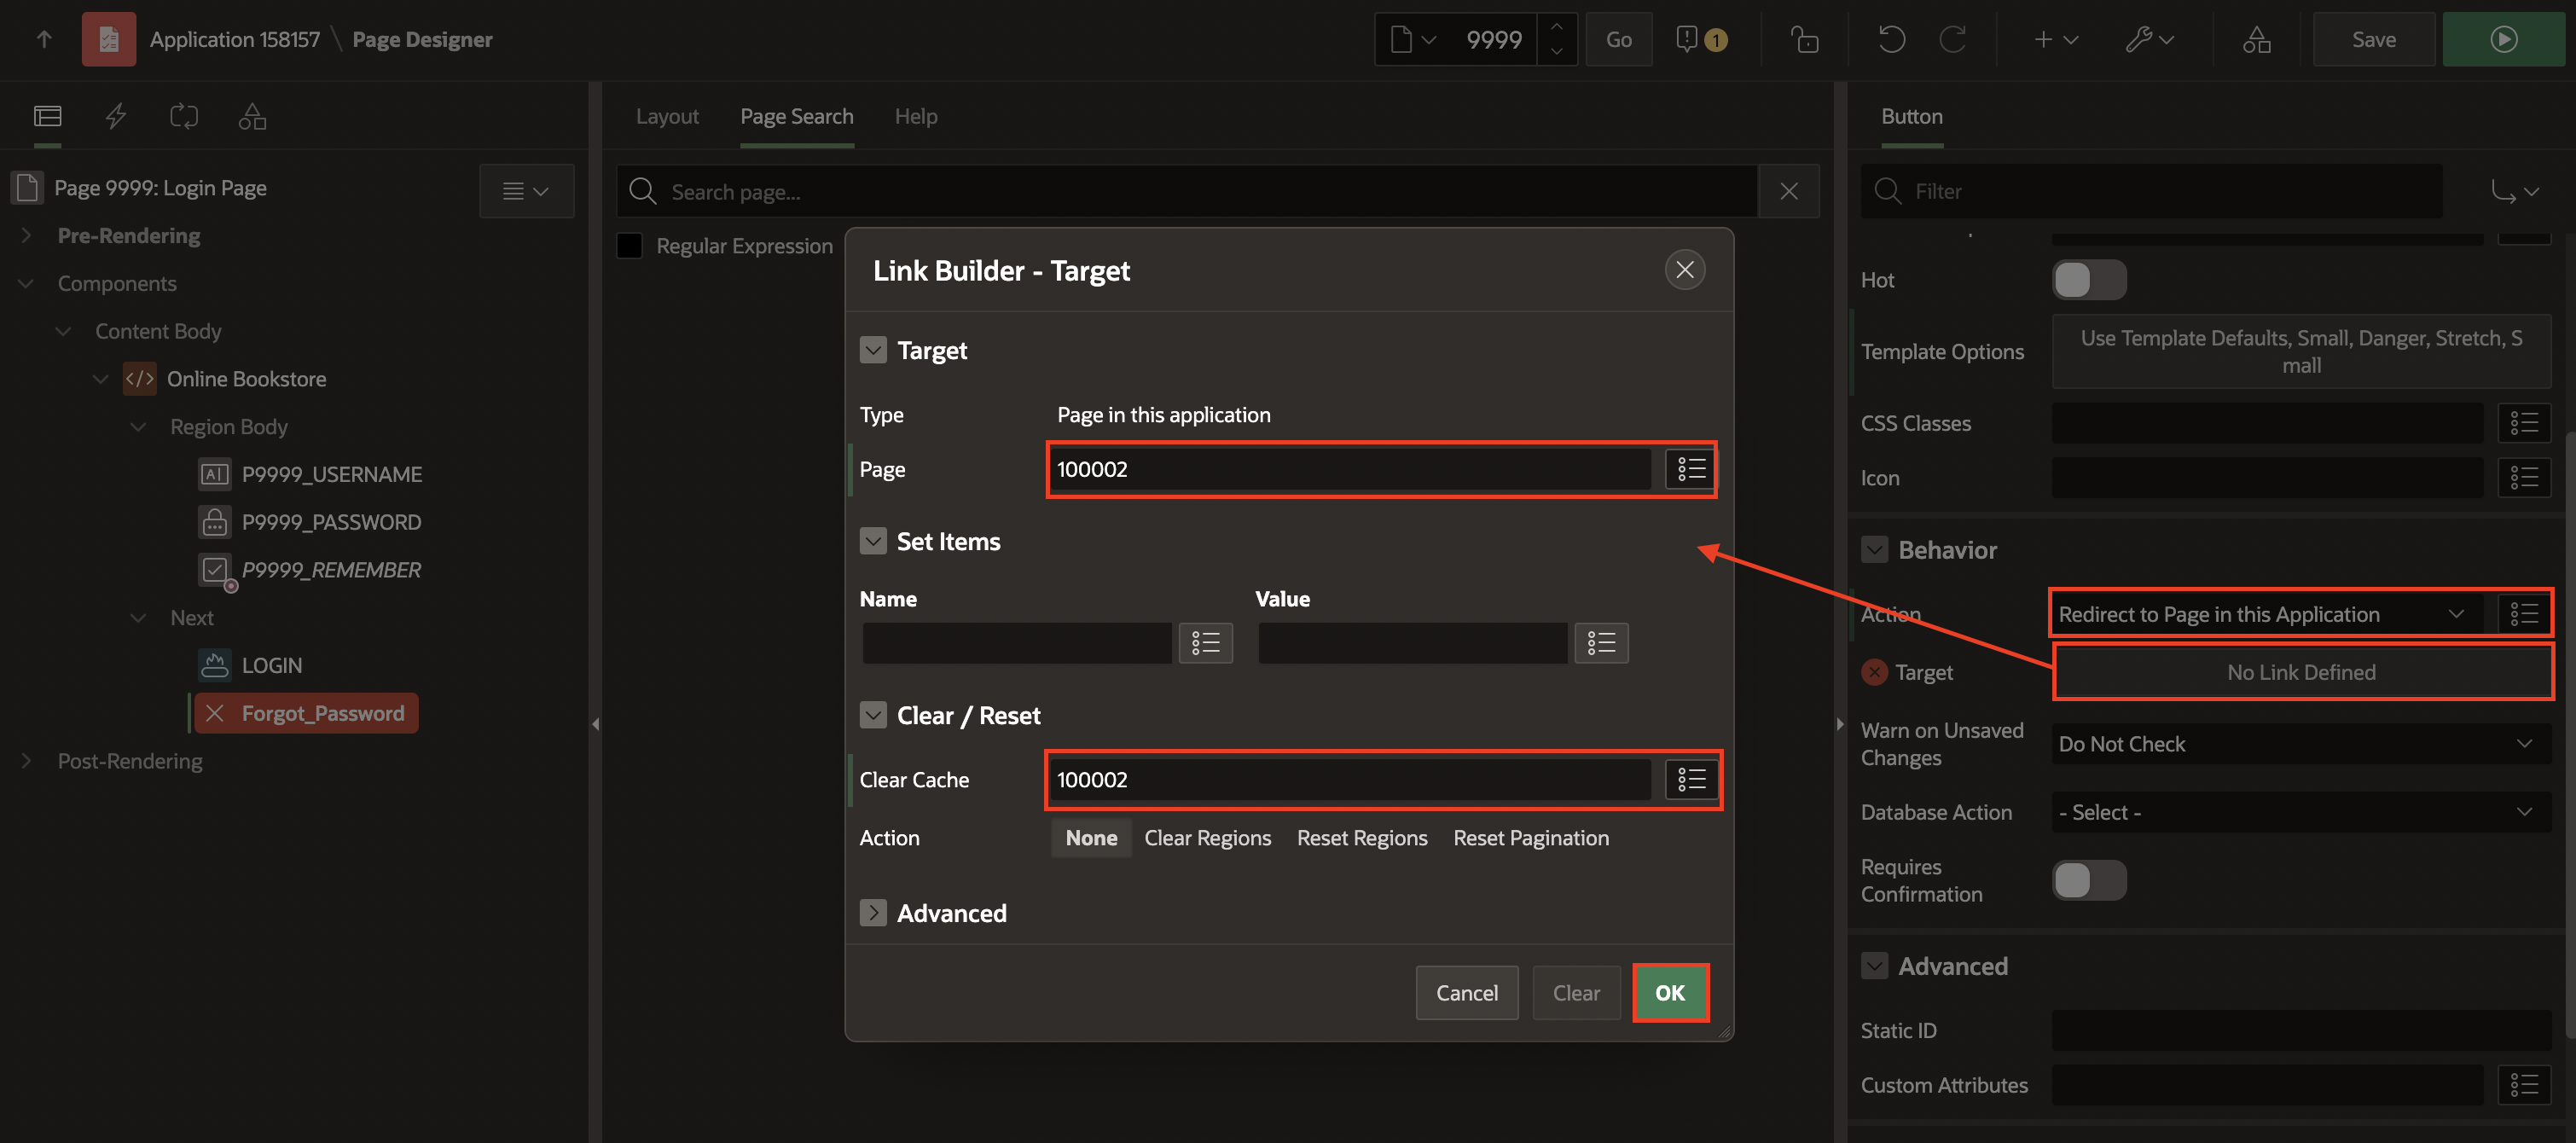 Application 158157 \ Page Designer
9999
Go
1
Save
Page 9999: Login Page
Pre-Rendering
Components
Content Body
</> Online Bookstore
Region Body
A P9999_USERNAME
P9999_PASSWORD
P9999_REMEMBER
Next
LOGIN
Forgot_Password
Post-Rendering
Layout
Page Search
Help
Search page...
Regular Expression
Link Builder - Target
Target
Type Page in this application
Page 100002
Set Items
Name Value
Clear / Reset
Clear Cache 100002
Action None Clear Regions Reset Regions Reset Pagination
Advanced
Cancel Clear OK
Button
Filter
Hot
Template Options Use Template Defaults, Small, Danger, Stretch, S
mall
CSS Classes
Icon
Behavior
Action Redirect to Page in this Application
Target No Link Defined
Warn on Unsaved
Changes
Do Not Check
Database Action - Select -
Requires
Confirmation
Advanced
Static ID
Custom Attributes